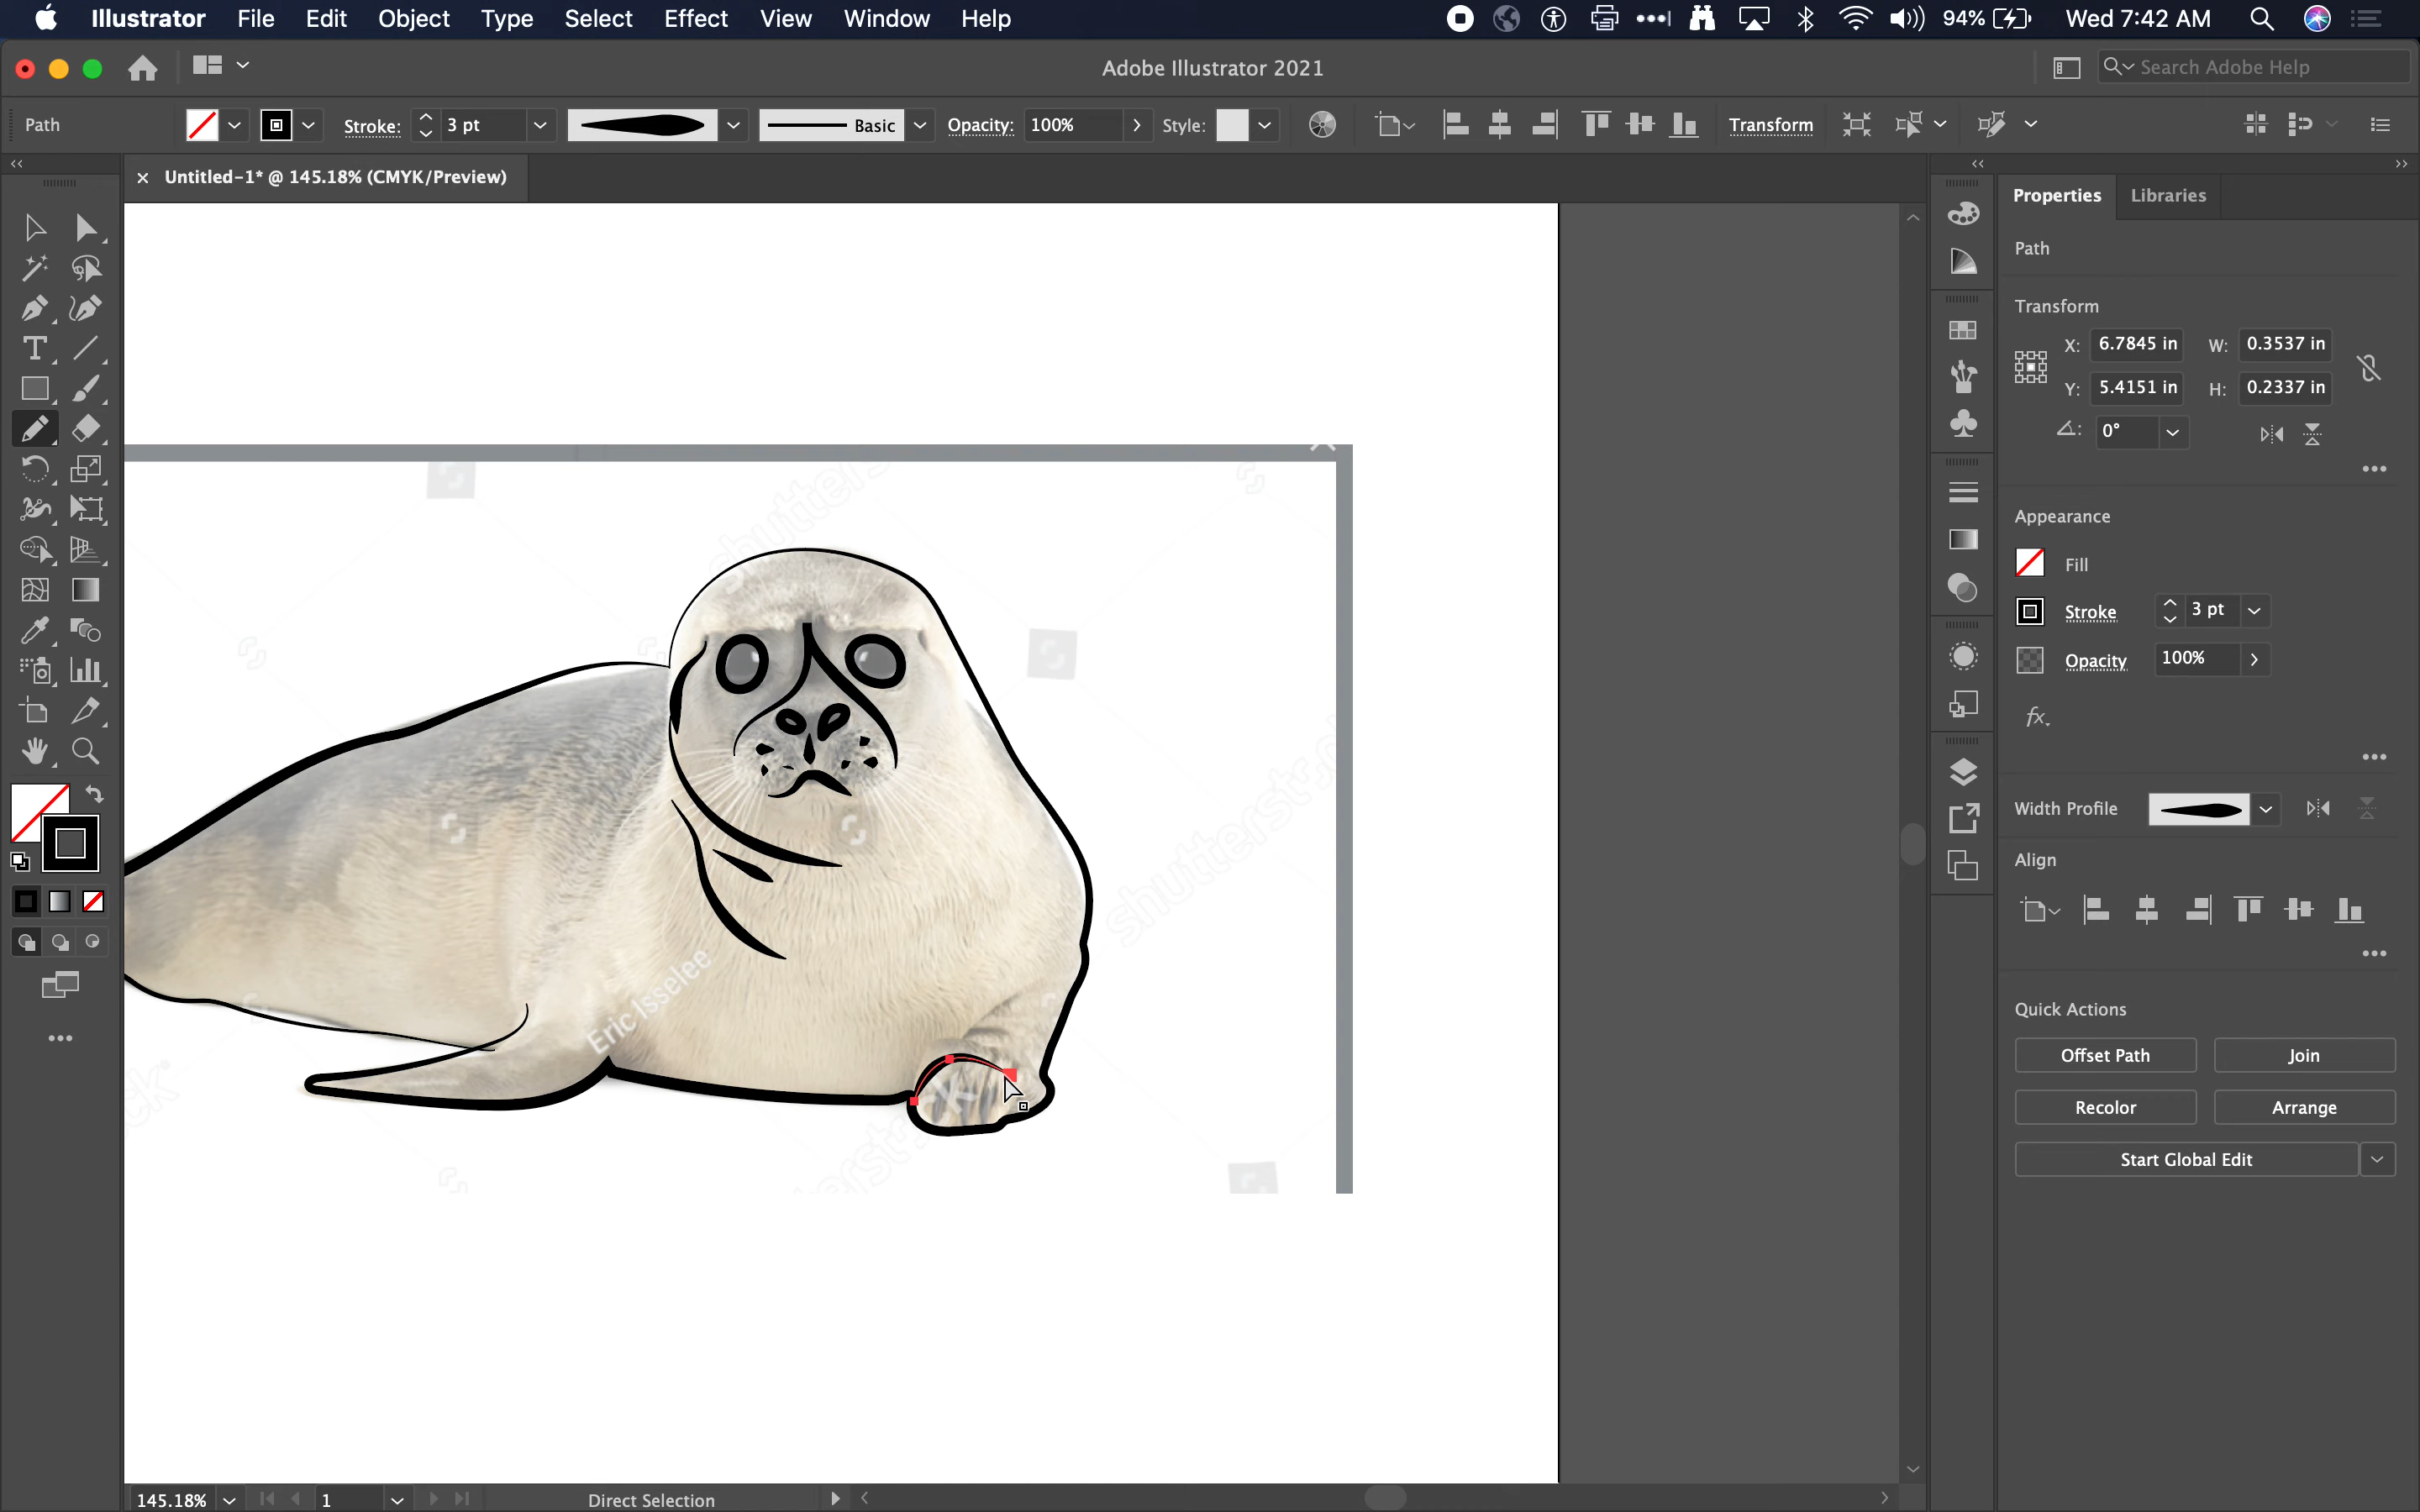 Illustrator File Edit Object Type Select Effect View Window Help 94% Wed 7:42 AM
Adobe Illustrator 2021 Search Adobe Help
Path Stroke: 3 pt Basic Opacity: 100% Style: Transform
Untitled-1* @ 145.18% (CMYK/Preview)
Properties Libraries
Path
Transform
X: 6.7845 in W: 0.3537 in
Y: 5.4151 in H: 0.2337 in
0°
Appearance
Fill
Stroke 3 pt
Opacity 100%
fx
Width Profile
Align
Quick Actions
Offset Path Join
Recolor Arrange
Start Global Edit
Eric Isselee
145.18% 1 Direct Selection